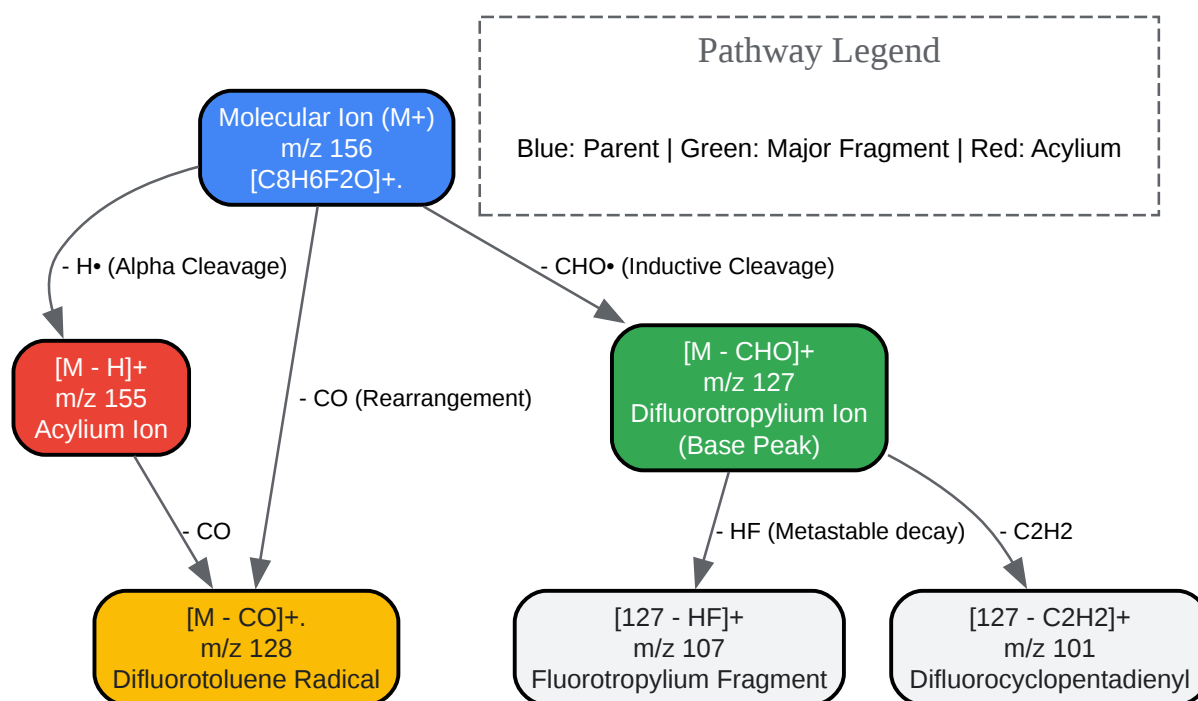 Pathway Legend
Blue: Parent | Green: Major Fragment | Red: Acylium
Molecular Ion (M+)
m/z 156
[C8H6F2O]+.
- H• (Alpha Cleavage)
- CHO• (Inductive Cleavage)
[M - H]+
m/z 155
Acylium Ion
- CO (Rearrangement)
[M - CHO]+
m/z 127
Difluorotropylium Ion
(Base Peak)
- CO
- HF (Metastable decay)
- C2H2
[M - CO]+.
m/z 128
Difluorotoluene Radical
[127 - HF]+
m/z 107
Fluorotropylium Fragment
[127 - C2H2]+
m/z 101
Difluorocyclopentadienyl